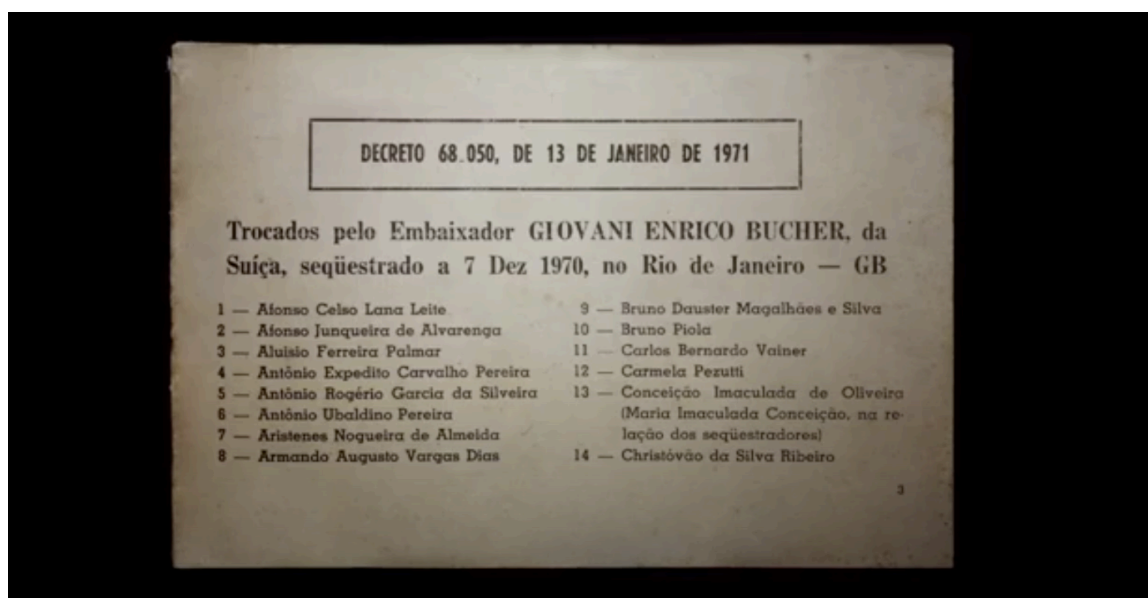 DECRETO 68.050, DE 13 DE JANEIRO DE 1971
Trocados pelo Embaixador GIOVANI ENRICO BUCHER, da
Suíça, seqüestrado a 7 Dez 1970, no Rio de Janeiro — GB
1 — Afonso Celso Lana Leite
2 — Afonso Junqueira de Alvarenga
3 — Aluisio Ferreira Palmar
4 — Antônio Expedito Carvalho Pereira
5 — Antônio Rogério Garcia da Silveira
6 — Antônio Ubaldino Pereira
7 — Aristenes Nogueira de Almeida
8 — Armando Augusto Vargas Dias
9 — Bruno Dauster Magalhães e Silva
10 — Bruno Piola
11 — Carlos Bernardo Vainer
12 — Carmela Pezutti
13 — Conceição Imaculada de Oliveira
(Maria Imaculada Conceição, na re-
lação dos seqüestradores)
14 — Christóvão da Silva Ribeiro
3